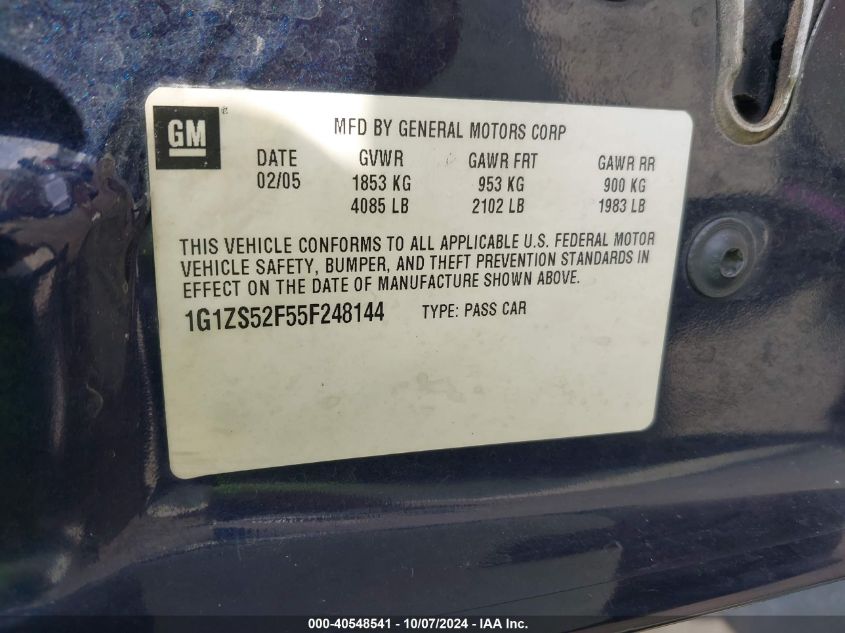 GM ®
MFD BY GENERAL MOTORS CORP
DATE GVWR GAWR FRT GAWR RR
02/05 1853 KG 953 KG 900 KG
4085 LB 2102 LB 1983 LB
THIS VEHICLE CONFORMS TO ALL APPLICABLE U.S. FEDERAL MOTOR
VEHICLE SAFETY, BUMPER, AND THEFT PREVENTION STANDARDS IN
EFFECT ON THE DATE OF MANUFACTURE SHOWN ABOVE.
1G1ZS52F55F248144 TYPE: PASS CAR
000-40548541 - 10/07/2024 - IAA Inc.